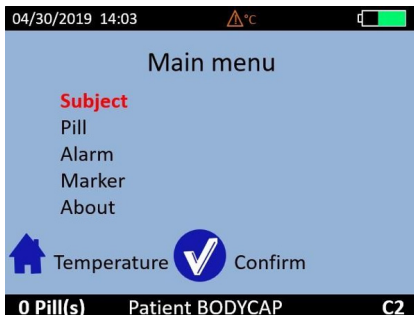 04/30/2019 14:03 °C
Main menu
Subject
Pill
Alarm
Marker
About
Temperature Confirm
0 Pill(s) Patient BODYCAP C2